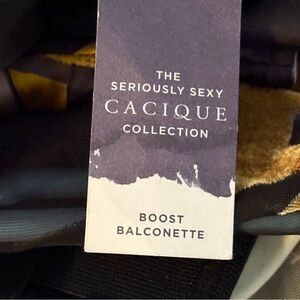 THE
SERIOUSLY SEXY
CACIQUE
COLLECTION
BOOST
BALCONETTE